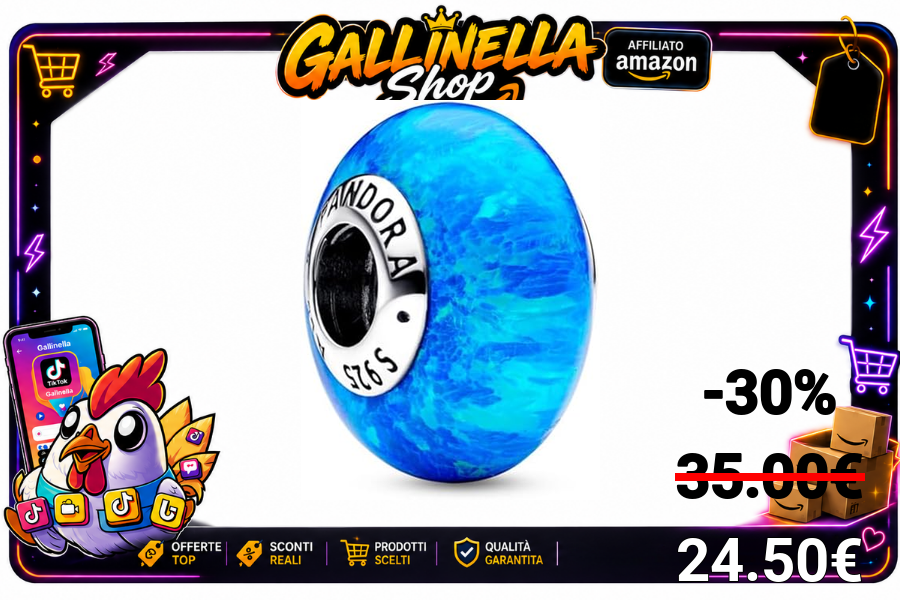 GALLINELLA
Shop
AFFILIATO
amazon
PANDORA
S925
Gallinella
TikTok
Gallinella
-30%
35.00€
24.50€
OFFERTE
TOP
SCONTI
REALI
PRODOTTI
SCELTI
QUALITÀ
GARANTITA